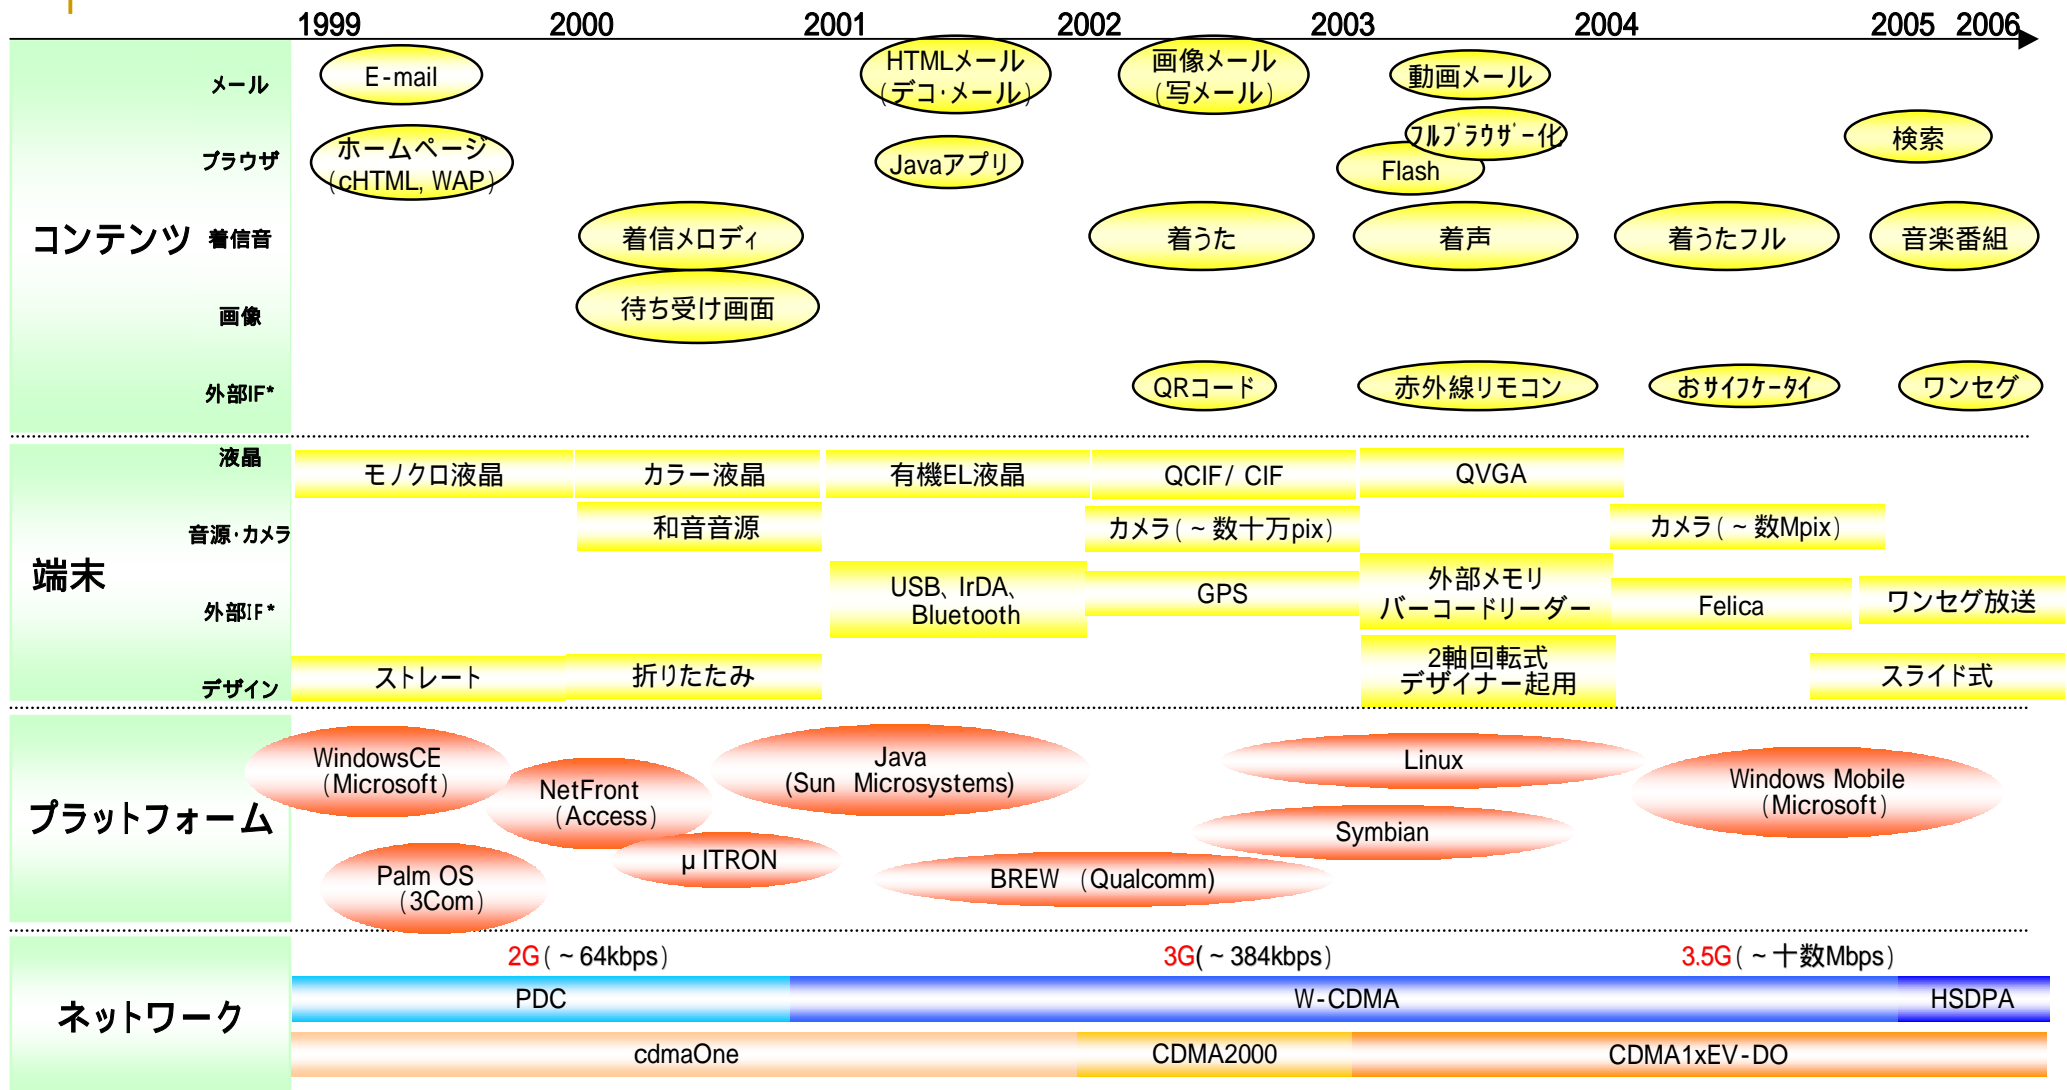 1999 2000 2001 2002 2003 2004 2005 2006
コンテンツ
メール
E-mail
HTMLメール
(デコ・メール)
画像メール
(写メール)
動画メール
ブラウザ
ホームページ
(cHTML, WAP)
Javaアプリ
フルブラウザー化
Flash
検索
着信音
着信メロディ
着うた
着声
着うたフル
音楽番組
画像
待ち受け画面
外部IF*
QRコード
赤外線リモコン
おサイフケータイ
ワンセグ
端末
液晶
モノクロ液晶
カラー液晶
有機EL液晶
QCIF/ CIF
QVGA
音源・カメラ
和音音源
カメラ(~数十万pix)
カメラ(~数Mpix)
外部IF*
USB、IrDA、
Bluetooth
GPS
外部メモリ
バーコードリーダー
Felica
ワンセグ放送
デザイン
ストレート
折りたたみ
2軸回転式
デザイナー起用
スライド式
プラットフォーム
WindowsCE
(Microsoft)
NetFront
(Access)
Java
(Sun Microsystems)
Linux
Windows Mobile
(Microsoft)
Palm OS
(3Com)
μITRON
BREW (Qualcomm)
Symbian
ネットワーク
2G(~64kbps)
3G(~384kbps)
3.5G(~十数Mbps)
PDC
W-CDMA
HSDPA
cdmaOne
CDMA2000
CDMA1xEV-DO